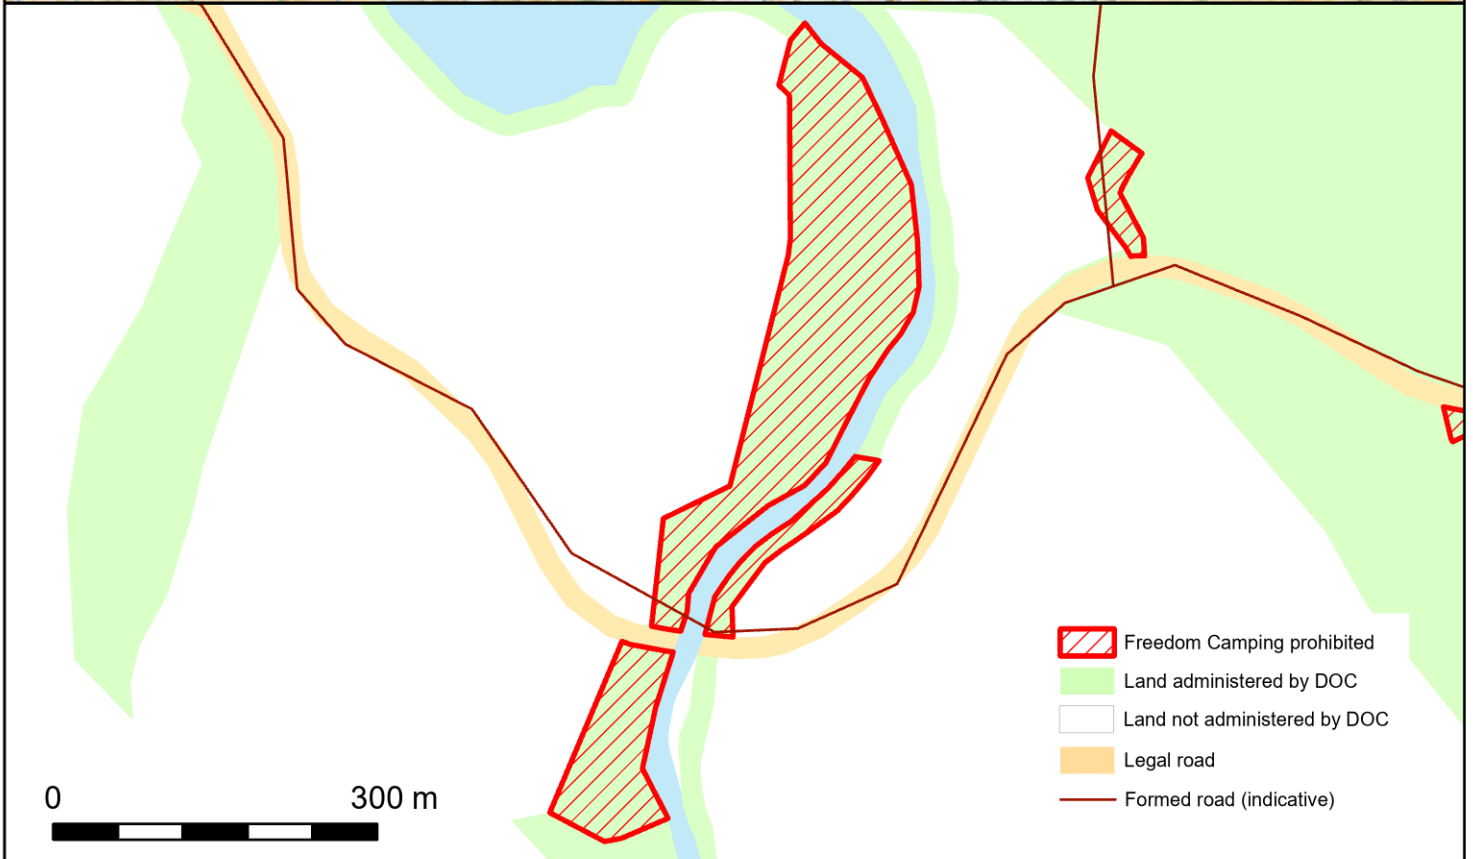 Freedom Camping prohibited
Land administered by DOC
Land not administered by DOC
Legal road
Formed road (indicative)
0 300 m